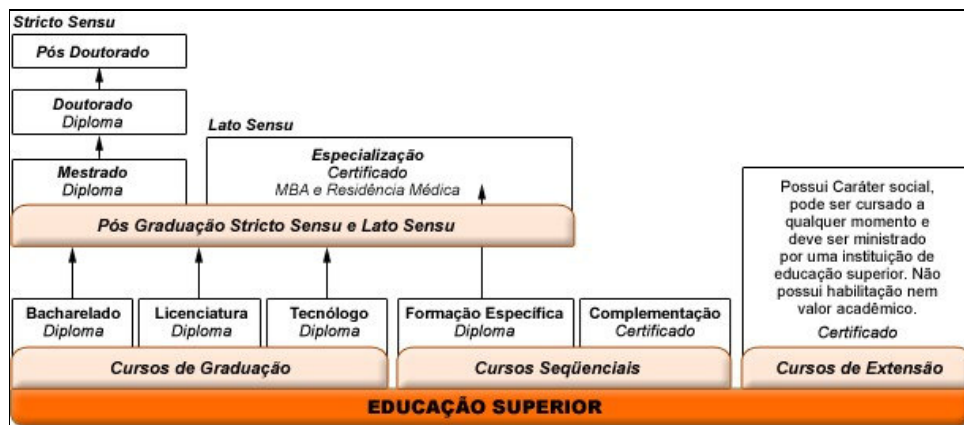 Stricto Sensu
Pós Doutorado
Doutorado
Diploma
Mestrado
Diploma
Lato Sensu
Especialização
Certificado
MBA e Residência Médica
Pós Graduação Stricto Sensu e Lato Sensu
Possui Caráter social,
pode ser cursado a
qualquer momento e
deve ser ministrado
por uma instituição de
educação superior. Não
possui habilitação nem
valor acadêmico.
Certificado
Bacharelado
Diploma
Licenciatura
Diploma
Tecnólogo
Diploma
Formação Específica
Diploma
Complementação
Certificado
Cursos de Graduação
Cursos Seqüenciais
Cursos de Extensão
EDUCAÇÃO SUPERIOR